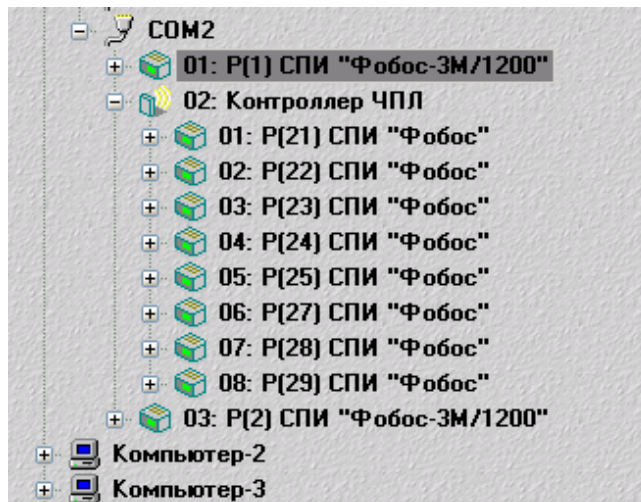 COM2
01: Р(1) СПИ "Фобос-3М/1200"
02: Контроллер ЧПЛ
01: Р(21) СПИ "Фобос"
02: Р(22) СПИ "Фобос"
03: Р(23) СПИ "Фобос"
04: Р(24) СПИ "Фобос"
05: Р(25) СПИ "Фобос"
06: Р(27) СПИ "Фобос"
07: Р(28) СПИ "Фобос"
08: Р(29) СПИ "Фобос"
03: Р(2) СПИ "Фобос-3М/1200"
Компьютер-2
Компьютер-3